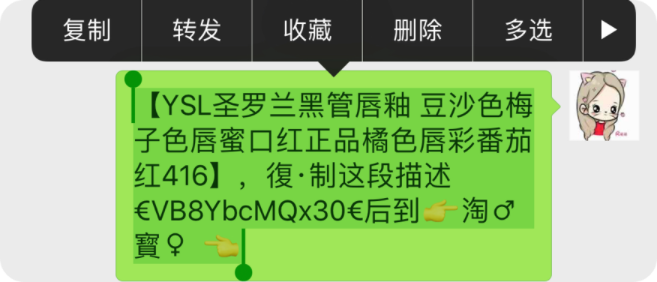 复制 转发 收藏 删除 多选 ▶
【YSL圣罗兰黑管唇釉 豆沙色梅
子色唇蜜口红正品橘色唇彩番茄
红416】，復·制这段描述
€VB8YbcMQx30€后到👉淘♂
寳♀ 👈